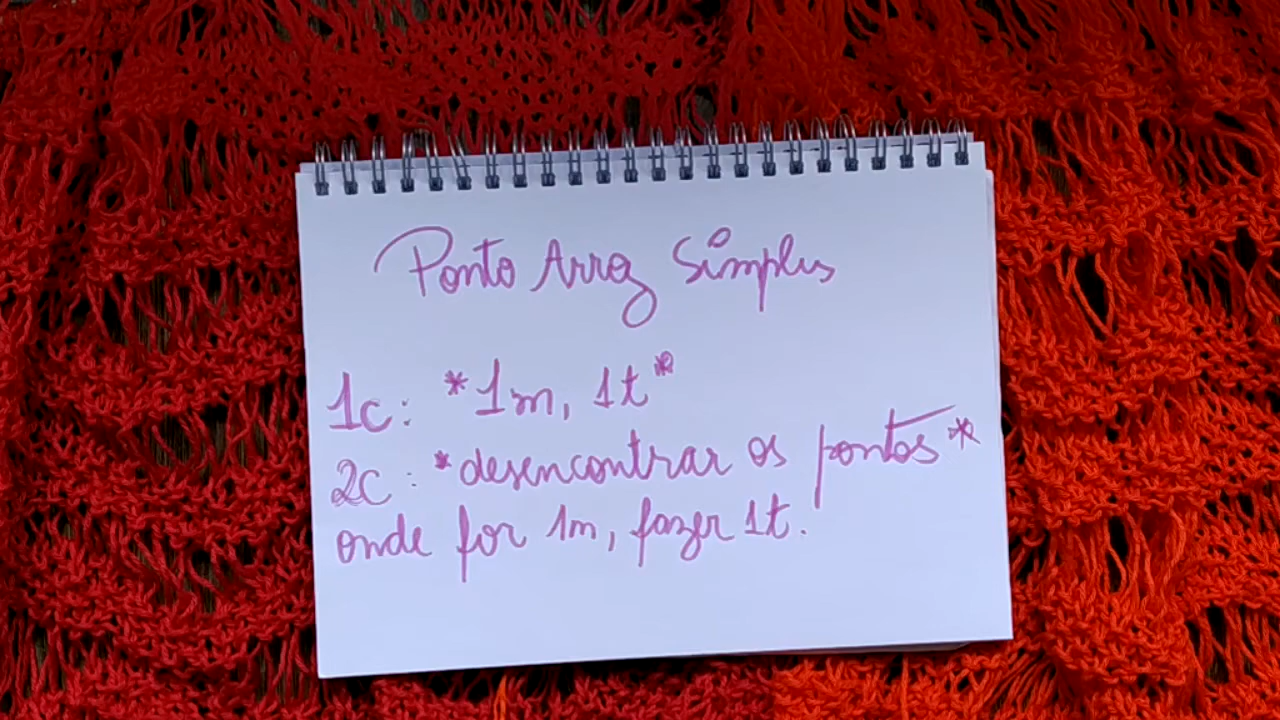 Ponto Arroz Simples
1c: *1m, 1t*
2c: *desencontrar os pontos*
onde for 1m, fazer 1t.